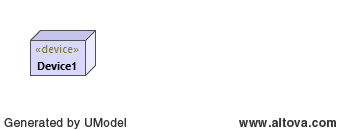 «device»
Device1
Generated by UModel
www.altova.com